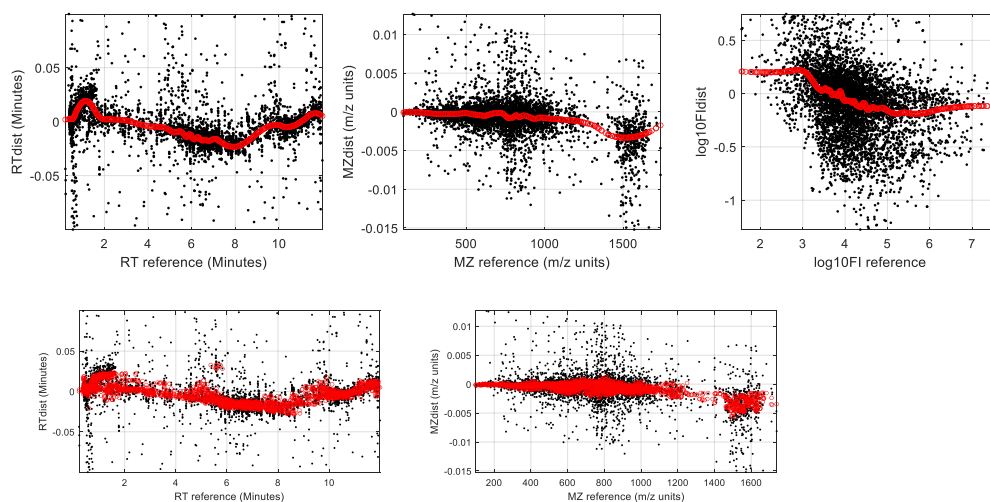 0.05
0
-0.05
RTdist (Minutes)
2 4 6 8 10
RT reference (Minutes)
0.01
0.005
0
-0.005
-0.01
-0.015
MZdist (m/z units)
500 1000 1500
MZ reference (m/z units)
0.5
0
-0.5
-1
log10FIdist
2 3 4 5 6 7
log10FI reference
0.05
0
-0.05
RTdist (Minutes)
2 4 6 8 10
RT reference (Minutes)
0.01
0.005
0
-0.005
-0.01
-0.015
MZdist (m/z units)
200 400 600 800 1000 1200 1400 1600
MZ reference (m/z units)